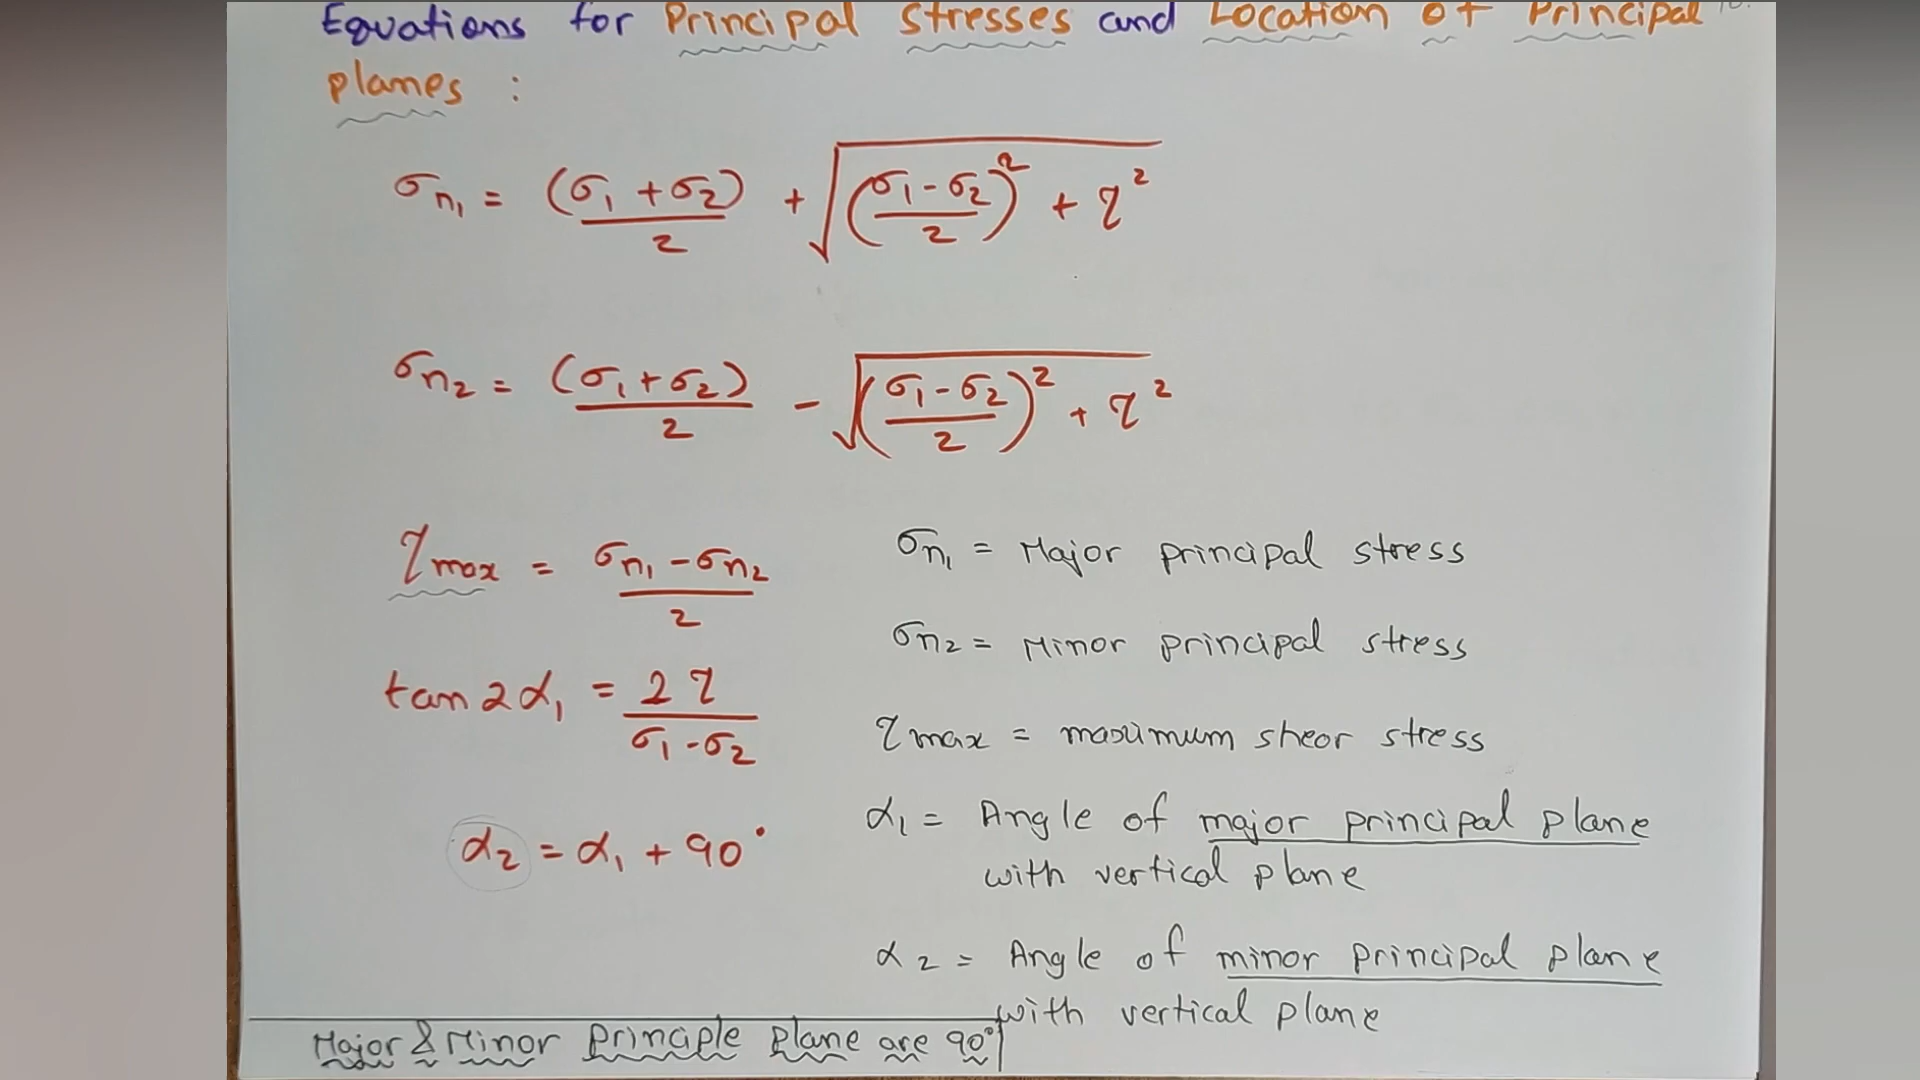 Equations for Principal stresses and Location of Principal
planes :
σn₁ = (σ₁ + σ₂)/2 + √(((σ₁ - σ₂)/2)² + τ²)
σn₂ = (σ₁ + σ₂)/2 - √(((σ₁ - σ₂)/2)² + τ²)
τmax = (σn₁ - σn₂)/2
σn₁ = Major principal stress
σn₂ = Minor principal stress
tan 2α₁ = 2τ/(σ₁ - σ₂)
τmax = maximum shear stress
α₂ = α₁ + 90°
α₁ = Angle of major principal plane
with vertical plane
α₂ = Angle of minor principal plane
with vertical plane
Major & Minor Principle Plane are 90°